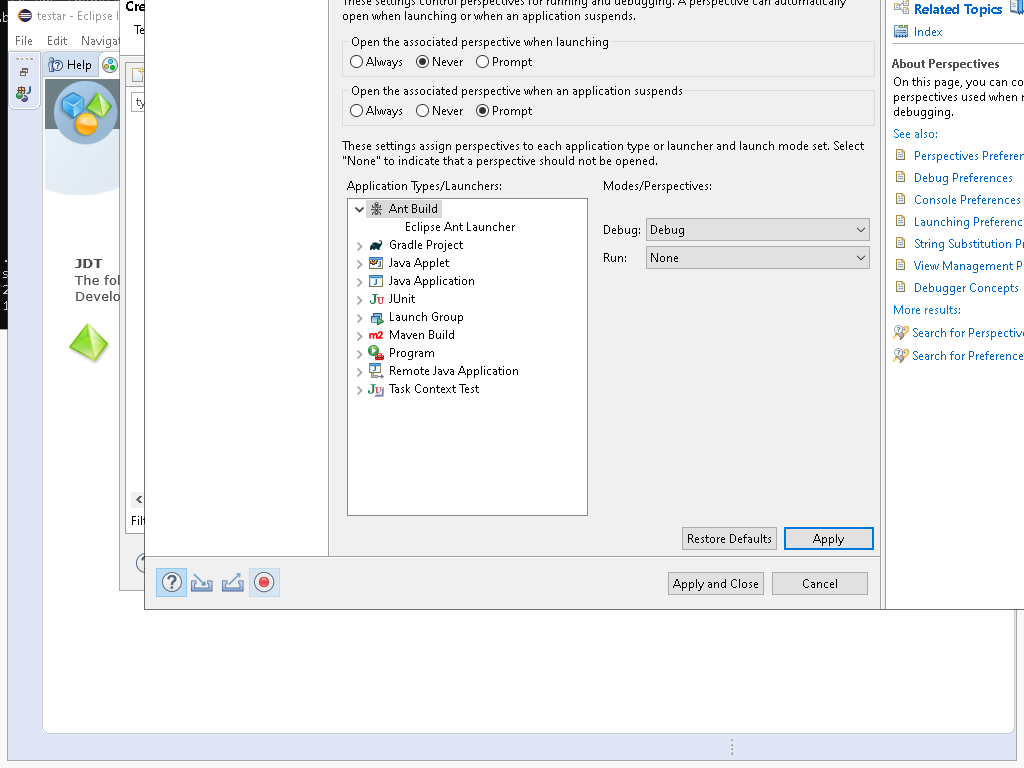 testar - Eclipse I
File Edit Naviga
Help
JDT
The fol
Develo
Cre
Te
ty
<
Filt
These settings control perspectives for running and debugging. A perspective can automatically
open when launching or when an application suspends.
Open the associated perspective when launching
Always Never Prompt
Open the associated perspective when an application suspends
Always Never Prompt
These settings assign perspectives to each application type or launcher and launch mode set. Select
"None" to indicate that a perspective should not be opened.
Application Types/Launchers:
Modes/Perspectives:
Ant Build
Eclipse Ant Launcher
Gradle Project
Java Applet
Java Application
JUnit
Launch Group
Maven Build
Program
Remote Java Application
Task Context Test
Debug: Debug
Run: None
Restore Defaults Apply
Apply and Close Cancel
Related Topics
Index
About Perspectives
On this page, you can co
perspectives used when r
debugging.
See also:
Perspectives Preferen
Debug Preferences
Console Preferences
Launching Preferenc
String Substitution Pr
View Management P
Debugger Concepts
More results:
Search for Perspective
Search for Preference